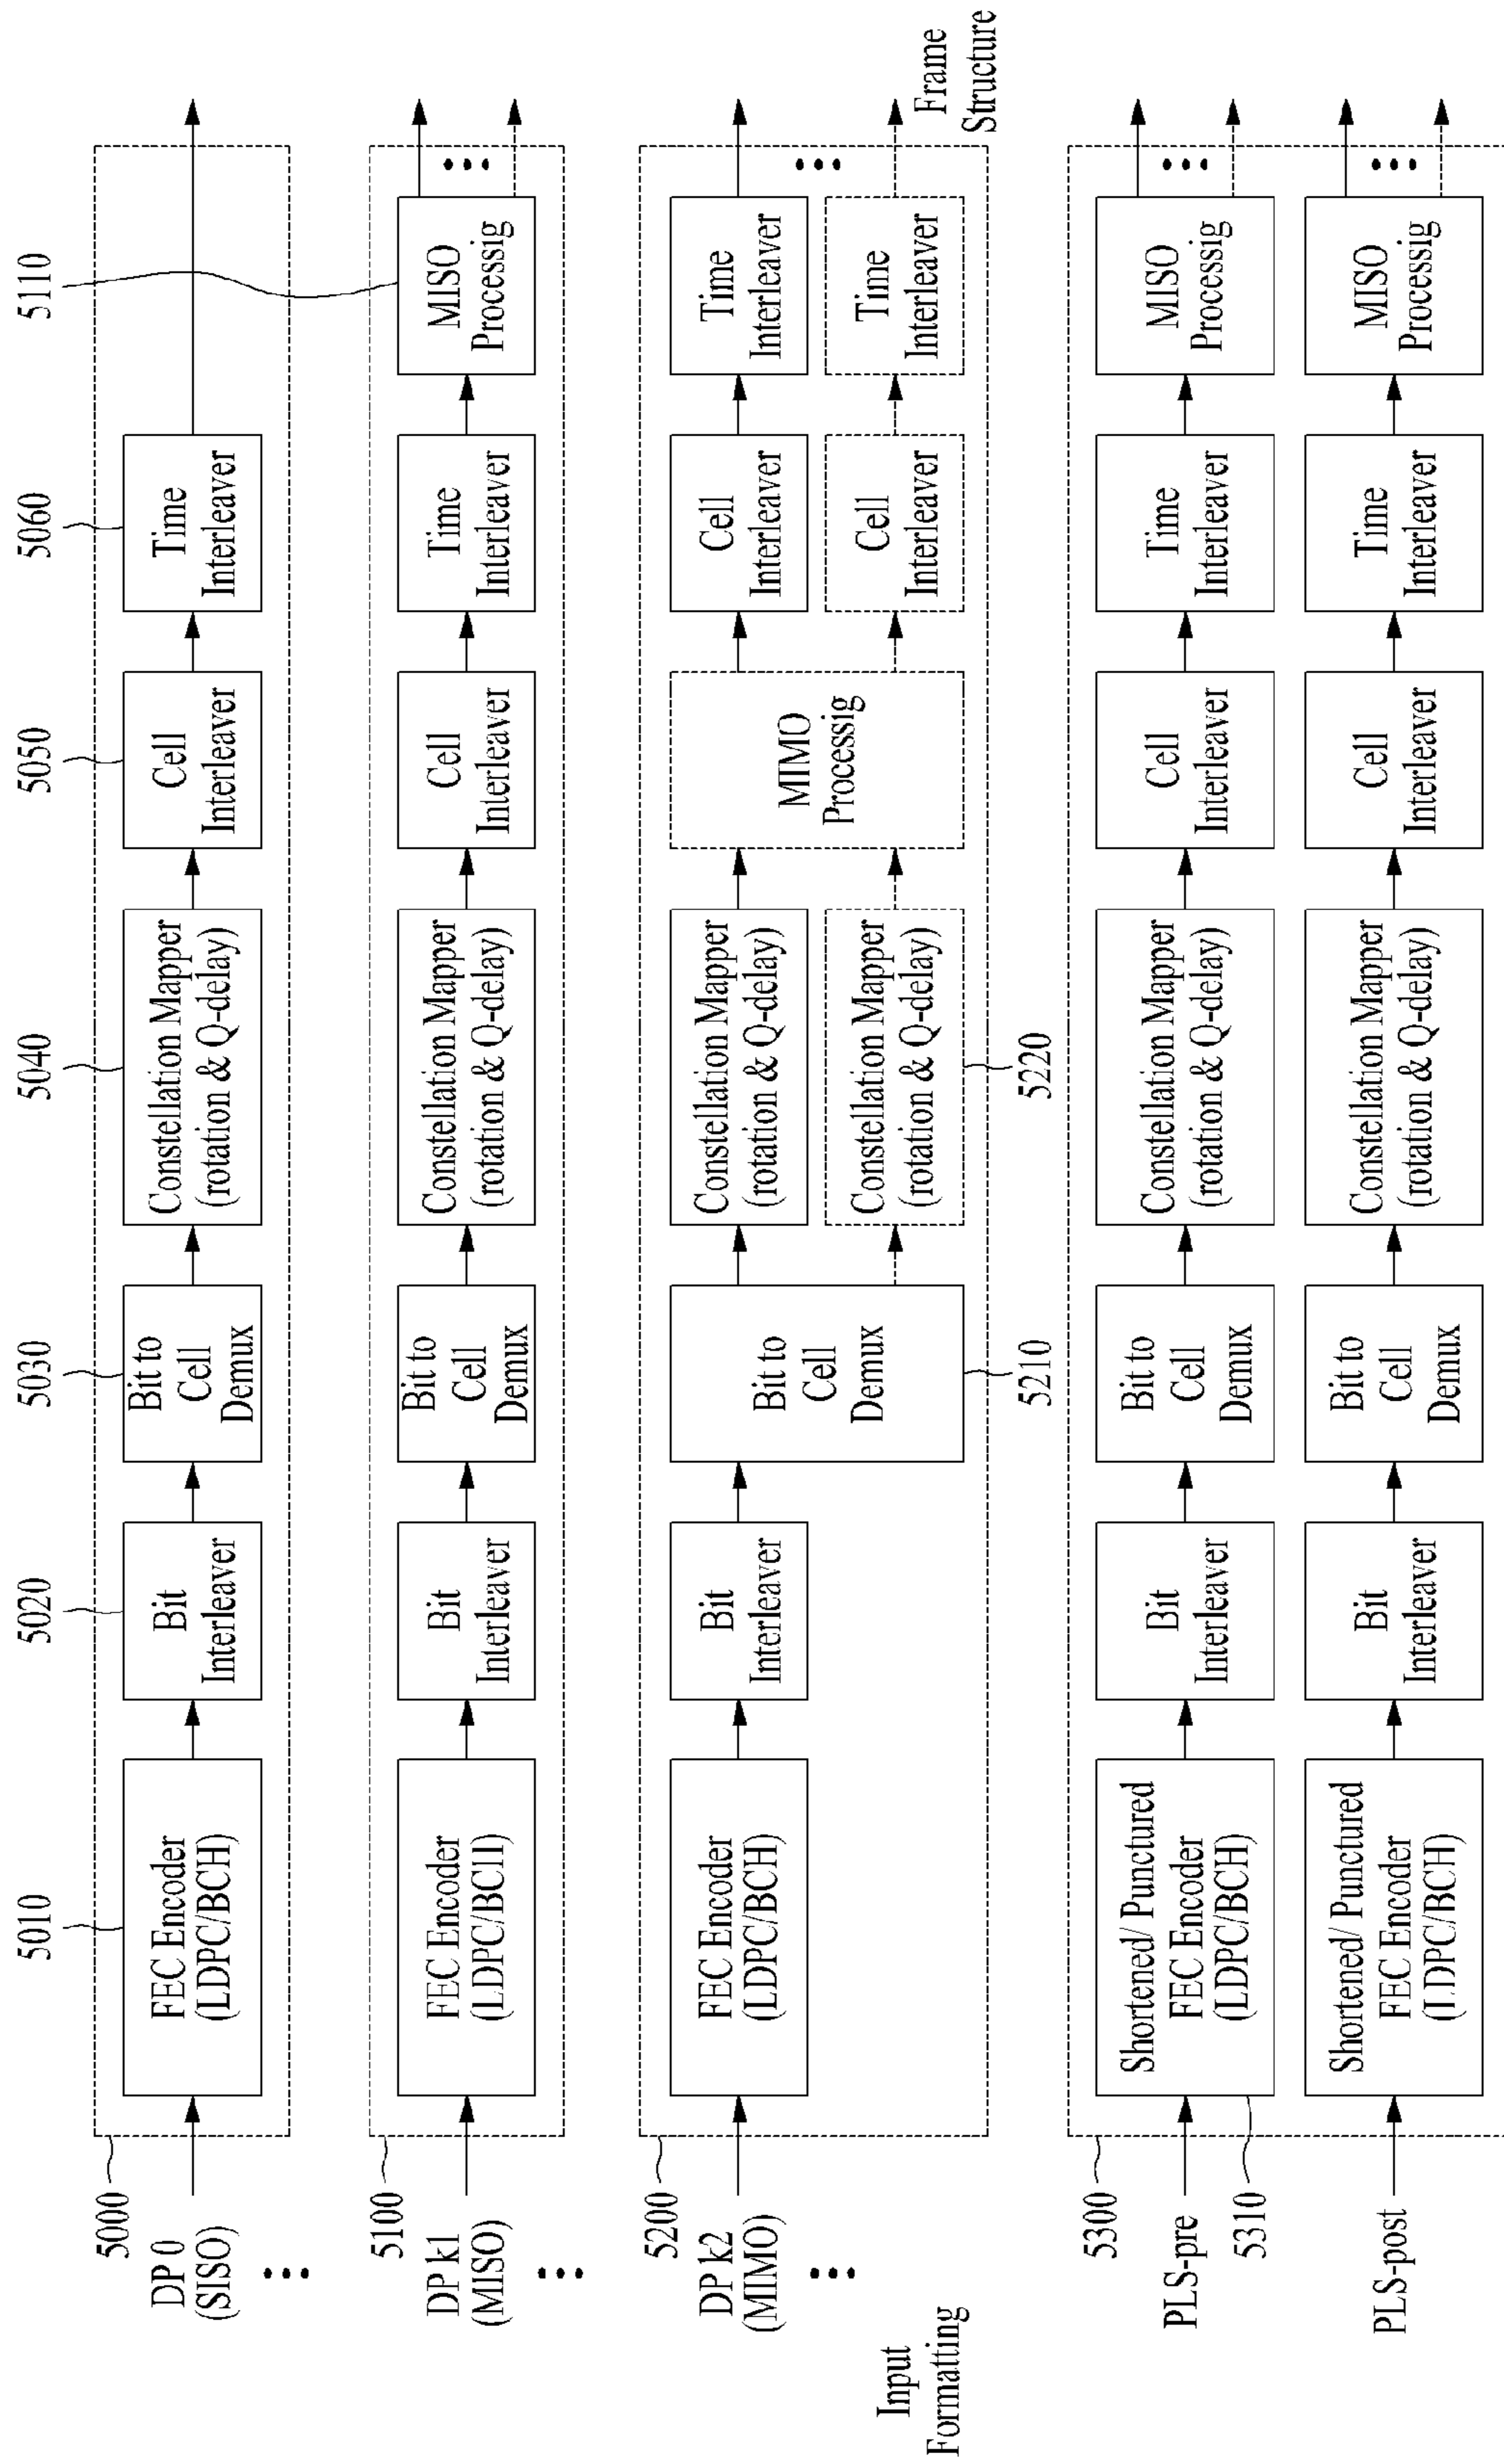 5010
5020
5030
5040
5050
5060
5110
5000
DP 0
(SISO)
FEC Encoder
(LDPC/BCH)
Bit
Interleaver
Bit to
Cell
Demux
Constellation Mapper
(rotation & Q-delay)
Cell
Interleaver
Time
Interleaver
5100
DP k1
(MISO)
FEC Encoder
(LDPC/BCH)
Bit
Interleaver
Bit to
Cell
Demux
Constellation Mapper
(rotation & Q-delay)
Cell
Interleaver
Time
Interleaver
MISO
Processig
5200
DP k2
(MIMO)
FEC Encoder
(LDPC/BCH)
Bit
Interleaver
Bit to
Cell
Demux
Constellation Mapper
(rotation & Q-delay)
Constellation Mapper
(rotation & Q-delay)
MIMO
Processig
Cell
Interleaver
Cell
Interleaver
Time
Interleaver
Time
Interleaver
Input
Formatting
Frame
Structure
5210
5220
5300
PLS-pre
5310
Shortened/ Punctured
FEC Encoder
(LDPC/BCH)
Bit
Interleaver
Bit to
Cell
Demux
Constellation Mapper
(rotation & Q-delay)
Cell
Interleaver
Time
Interleaver
MISO
Processig
PLS-post
Shortened/ Punctured
FEC Encoder
(LDPC/BCH)
Bit
Interleaver
Bit to
Cell
Demux
Constellation Mapper
(rotation & Q-delay)
Cell
Interleaver
Time
Interleaver
MISO
Processig